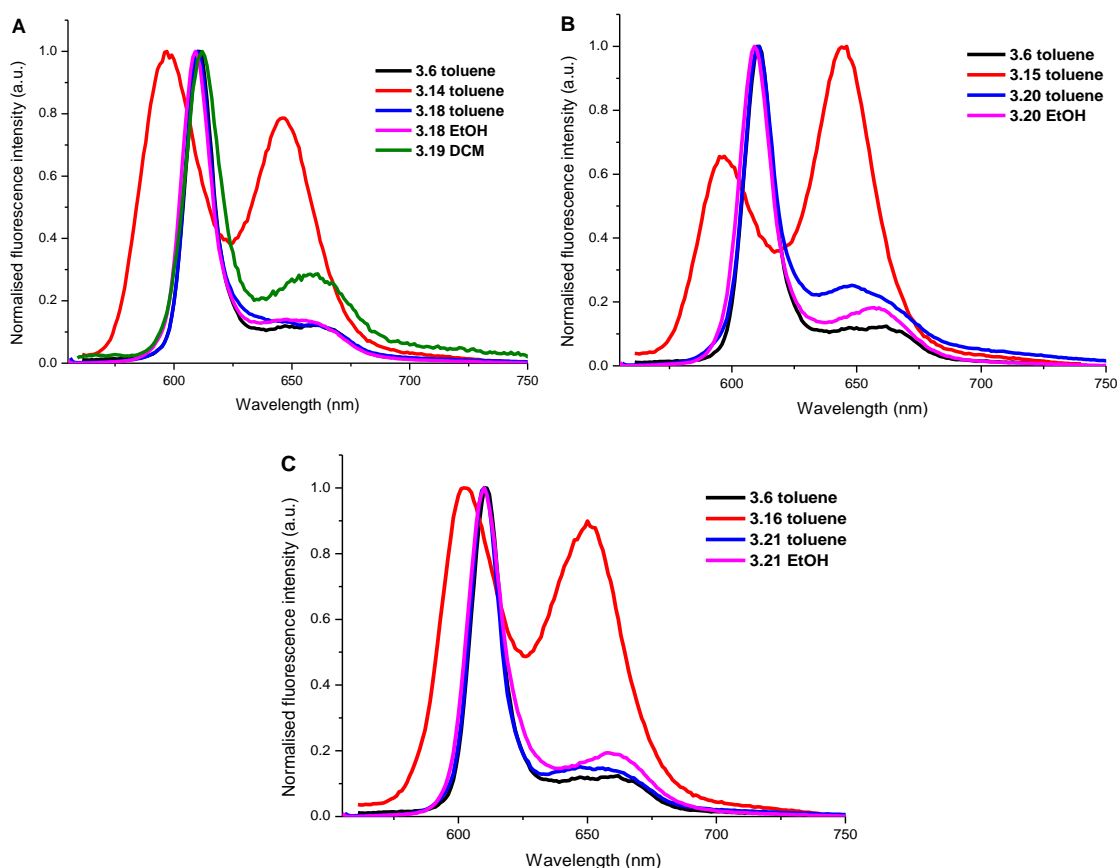 A
Normalised fluorescence intensity (a.u.)
1.0
0.8
0.6
0.4
0.2
0.0
600
650
700
750
Wavelength (nm)
3.6 toluene
3.14 toluene
3.18 toluene
3.18 EtOH
3.19 DCM
B
Normalised fluorescence intensity (a.u.)
1.0
0.8
0.6
0.4
0.2
0.0
600
650
700
750
Wavelength (nm)
3.6 toluene
3.15 toluene
3.20 toluene
3.20 EtOH
C
Normalised fluorescence intensity (a.u.)
1.0
0.8
0.6
0.4
0.2
0.0
600
650
700
750
Wavelength (nm)
3.6 toluene
3.16 toluene
3.21 toluene
3.21 EtOH